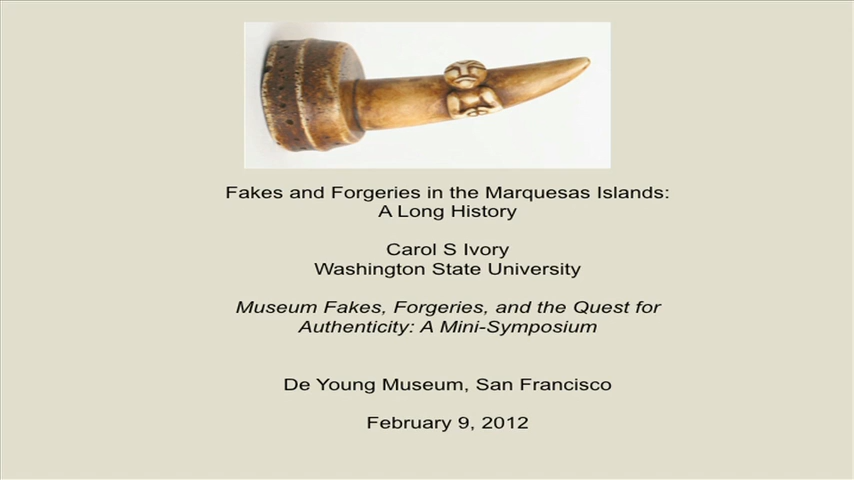 Fakes and Forgeries in the Marquesas Islands:
A Long History
Carol S Ivory
Washington State University
Museum Fakes, Forgeries, and the Quest for
Authenticity: A Mini-Symposium
De Young Museum, San Francisco
February 9, 2012